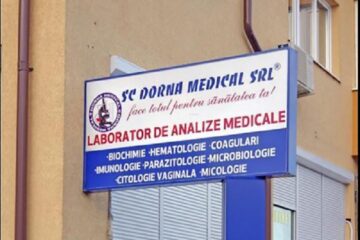 SC DORNA MEDICAL SRL®
face totul pentru sănătatea ta!
LABORATOR DE ANALIZE MEDICALE
·BIOCHIMIE ·HEMATOLOGIE ·COAGULARI
·IMUNOLOGIE ·PARAZITOLOGIE ·MICROBIOLOGIE
·CITOLOGIE VAGINALA ·MICOLOGIE